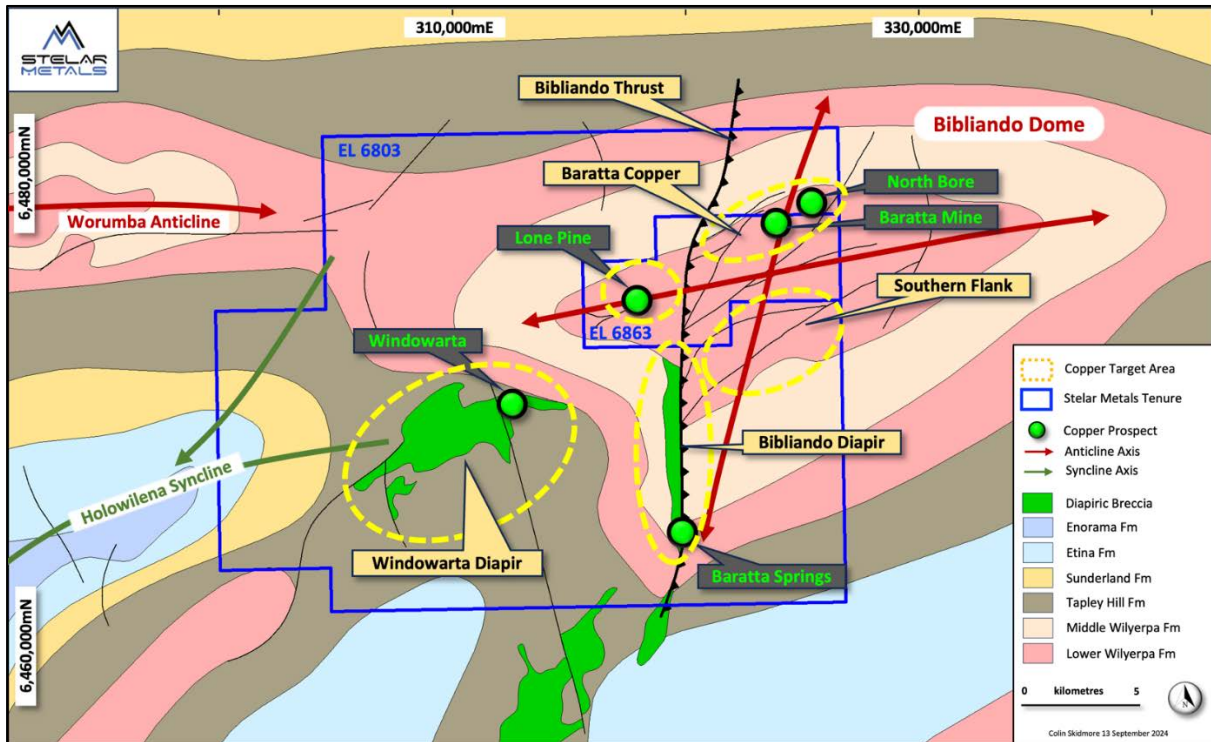 STELAR
METALS
310,000mE
330,000mE
6,480,000mN
6,460,000mN
Bibliando Thrust
Bibliando Dome
EL 6803
Baratta Copper
North Bore
Baratta Mine
Worumba Anticline
Lone Pine
Southern Flank
EL 6863
Windowarta
Bibliando Diapir
Holowilena Syncline
Windowarta Diapir
Baratta Springs
Copper Target Area
Stelar Metals Tenure
Copper Prospect
Anticline Axis
Syncline Axis
Diapiric Breccia
Enorama Fm
Etina Fm
Sunderland Fm
Tapley Hill Fm
Middle Wilyerpa Fm
Lower Wilyerpa Fm
0 kilometres 5
N
Colin Skidmore 13 September 2024